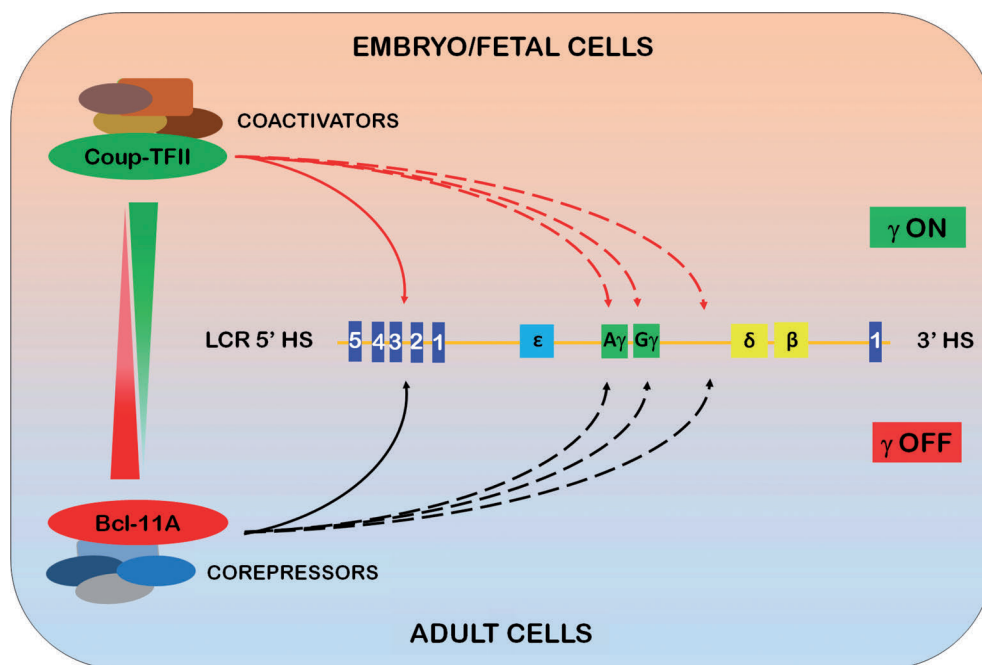 EMBRYO/FETAL CELLS
COACTIVATORS
Coup-TFII
γ ON
LCR 5' HS 5 4 3 2 1 ε Aγ Gγ δ β 1 3' HS
γ OFF
Bcl-11A
COREPRESSORS
ADULT CELLS